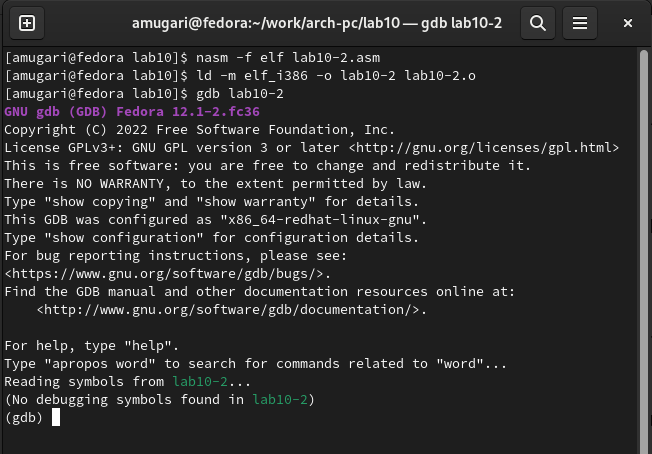 amugari@fedora:~/work/arch-pc/lab10 — gdb lab10-2
[amugari@fedora lab10]$ nasm -f elf lab10-2.asm
[amugari@fedora lab10]$ ld -m elf_i386 -o lab10-2 lab10-2.o
[amugari@fedora lab10]$ gdb lab10-2
GNU gdb (GDB) Fedora 12.1-2.fc36
Copyright (C) 2022 Free Software Foundation, Inc.
License GPLv3+: GNU GPL version 3 or later <http://gnu.org/licenses/gpl.html>
This is free software: you are free to change and redistribute it.
There is NO WARRANTY, to the extent permitted by law.
Type "show copying" and "show warranty" for details.
This GDB was configured as "x86_64-redhat-linux-gnu".
Type "show configuration" for configuration details.
For bug reporting instructions, please see:
<https://www.gnu.org/software/gdb/bugs/>.
Find the GDB manual and other documentation resources online at:
    <http://www.gnu.org/software/gdb/documentation/>.

For help, type "help".
Type "apropos word" to search for commands related to "word"...
Reading symbols from lab10-2...
(No debugging symbols found in lab10-2)
(gdb)